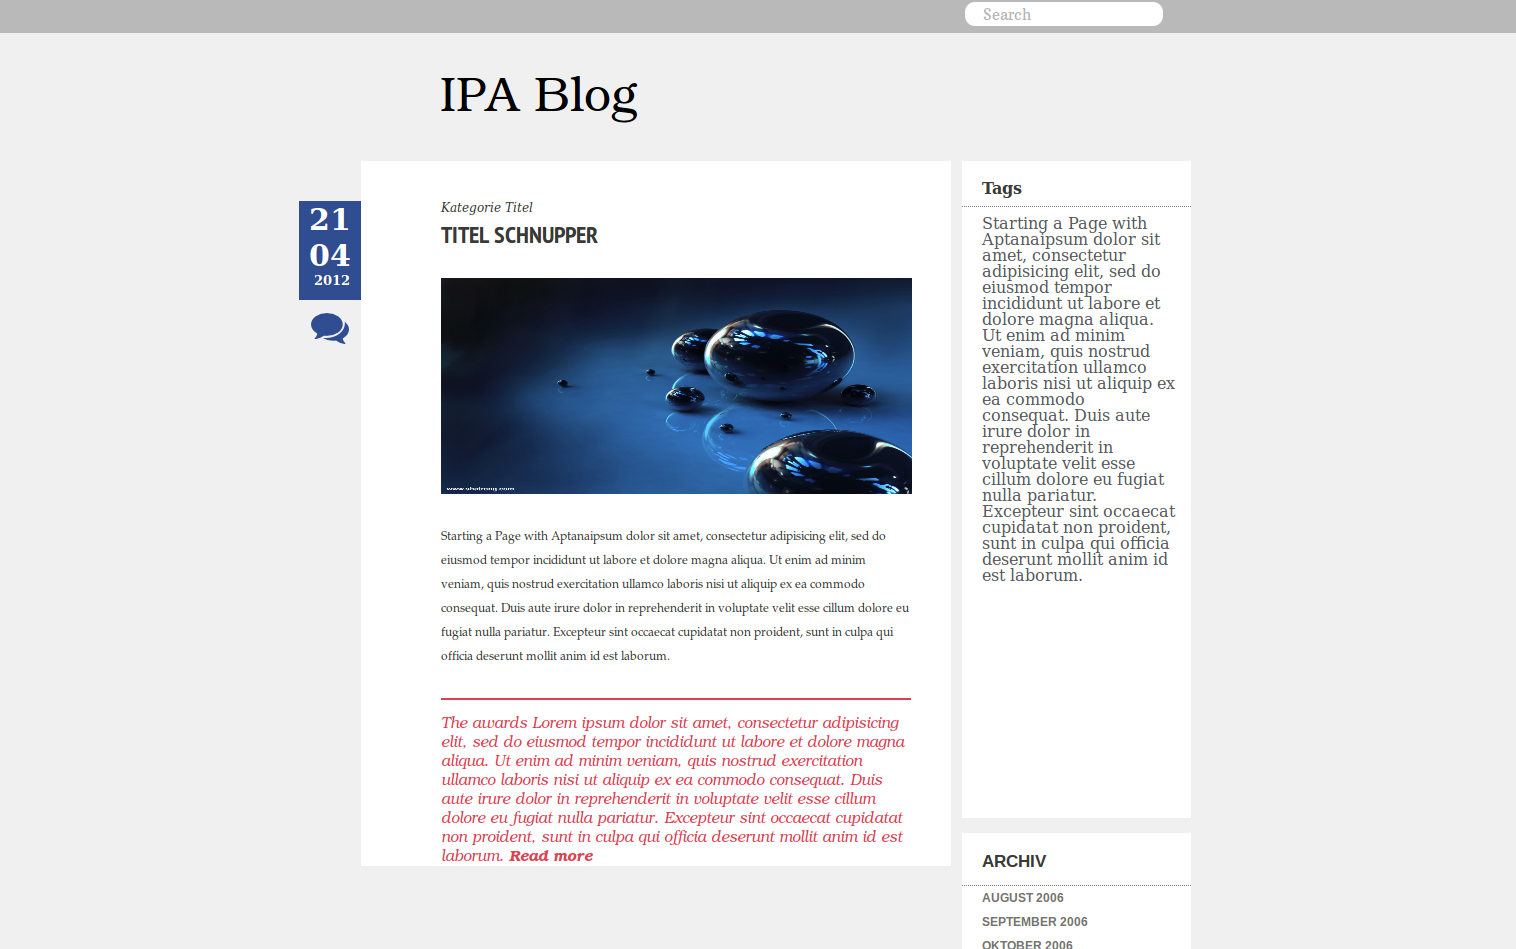 Search
IPA Blog
21
04
2012
Kategorie Titel
TITEL SCHNUPPER
Starting a Page with Aptanaipsum dolor sit amet, consectetur adipisicing elit, sed do
eiusmod tempor incididunt ut labore et dolore magna aliqua. Ut enim ad minim
veniam, quis nostrud exercitation ullamco laboris nisi ut aliquip ex ea commodo
consequat. Duis aute irure dolor in reprehenderit in voluptate velit esse cillum dolore eu
fugiat nulla pariatur. Excepteur sint occaecat cupidatat non proident, sunt in culpa qui
officia deserunt mollit anim id est laborum.
The awards Lorem ipsum dolor sit amet, consectetur adipisicing
elit, sed do eiusmod tempor incididunt ut labore et dolore magna
aliqua. Ut enim ad minim veniam, quis nostrud exercitation
ullamco laboris nisi ut aliquip ex ea commodo consequat. Duis
aute irure dolor in reprehenderit in voluptate velit esse cillum
dolore eu fugiat nulla pariatur. Excepteur sint occaecat cupidatat
non proident, sunt in culpa qui officia deserunt mollit anim id est
laborum. Read more
Tags
Starting a Page with
Aptanaipsum dolor sit
amet, consectetur
adipisicing elit, sed do
eiusmod tempor
incididunt ut labore et
dolore magna aliqua.
Ut enim ad minim
veniam, quis nostrud
exercitation ullamco
laboris nisi ut aliquip ex
ea commodo
consequat. Duis aute
irure dolor in
reprehenderit in
voluptate velit esse
cillum dolore eu fugiat
nulla pariatur.
Excepteur sint occaecat
cupidatat non proident,
sunt in culpa qui officia
deserunt mollit anim id
est laborum.
ARCHIV
AUGUST 2006
SEPTEMBER 2006
OKTOBER 2006